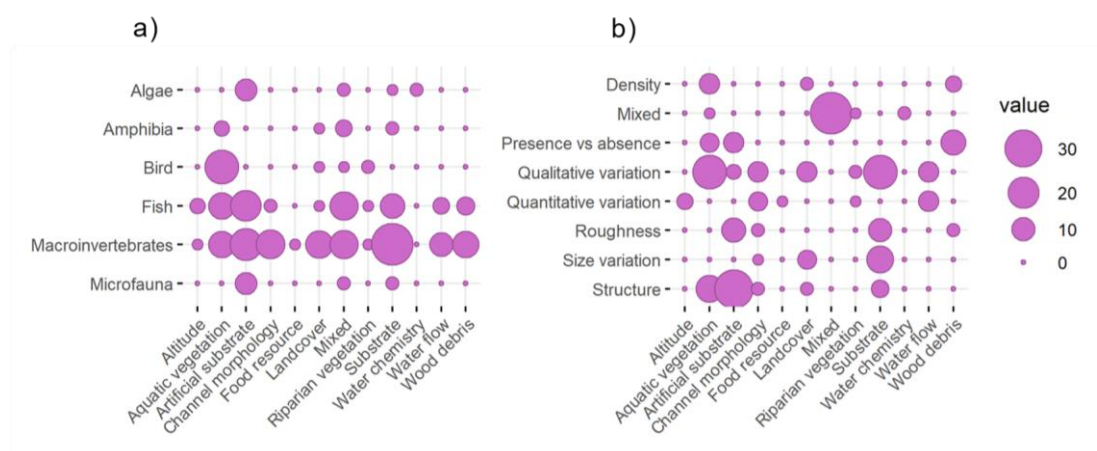 a)
Algae
Amphibia
Bird
Fish
Macroinvertebrates
Microfauna
Altitude
Aquatic vegetation
Artificial substrate
Channel morphology
Food resource
Landcover
Mixed
Riparian vegetation
Substrate
Water chemistry
Water flow
Wood debris
b)
Density
Mixed
Presence vs absence
Qualitative variation
Quantitative variation
Roughness
Size variation
Structure
Altitude
Aquatic vegetation
Artificial substrate
Channel morphology
Food resource
Landcover
Mixed
Riparian vegetation
Substrate
Water chemistry
Water flow
Wood debris
value
30
20
10
0